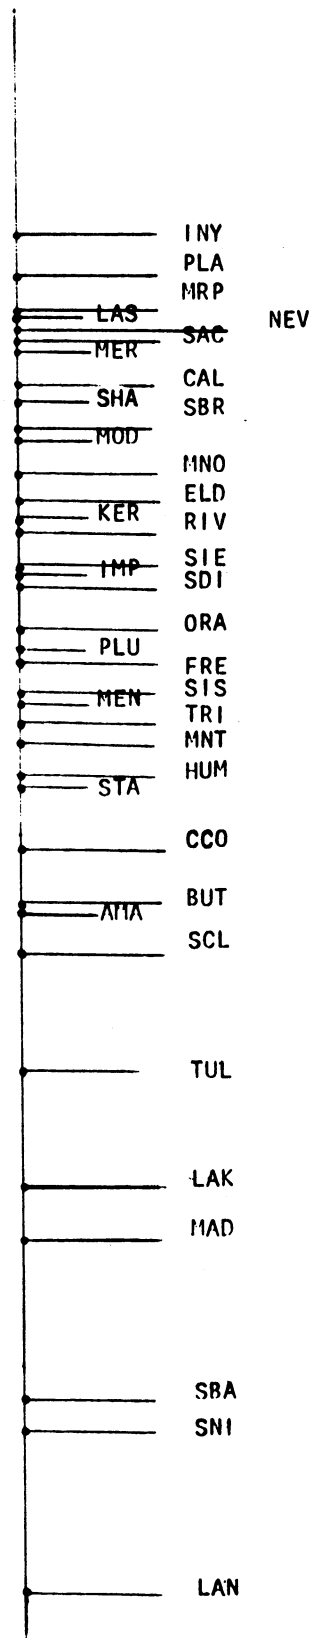 INY
PLA
MRP
LAS
NEV
SAC
MER
CAL
SHA
SBR
MOD
MNO
ELD
KER
RIV
SIE
IMP
SDI
ORA
PLU
FRE
SIS
MEN
TRI
MNT
HUM
STA
CCO
BUT
AMA
SCL
TUL
LAK
MAD
SBA
SNI
LAN